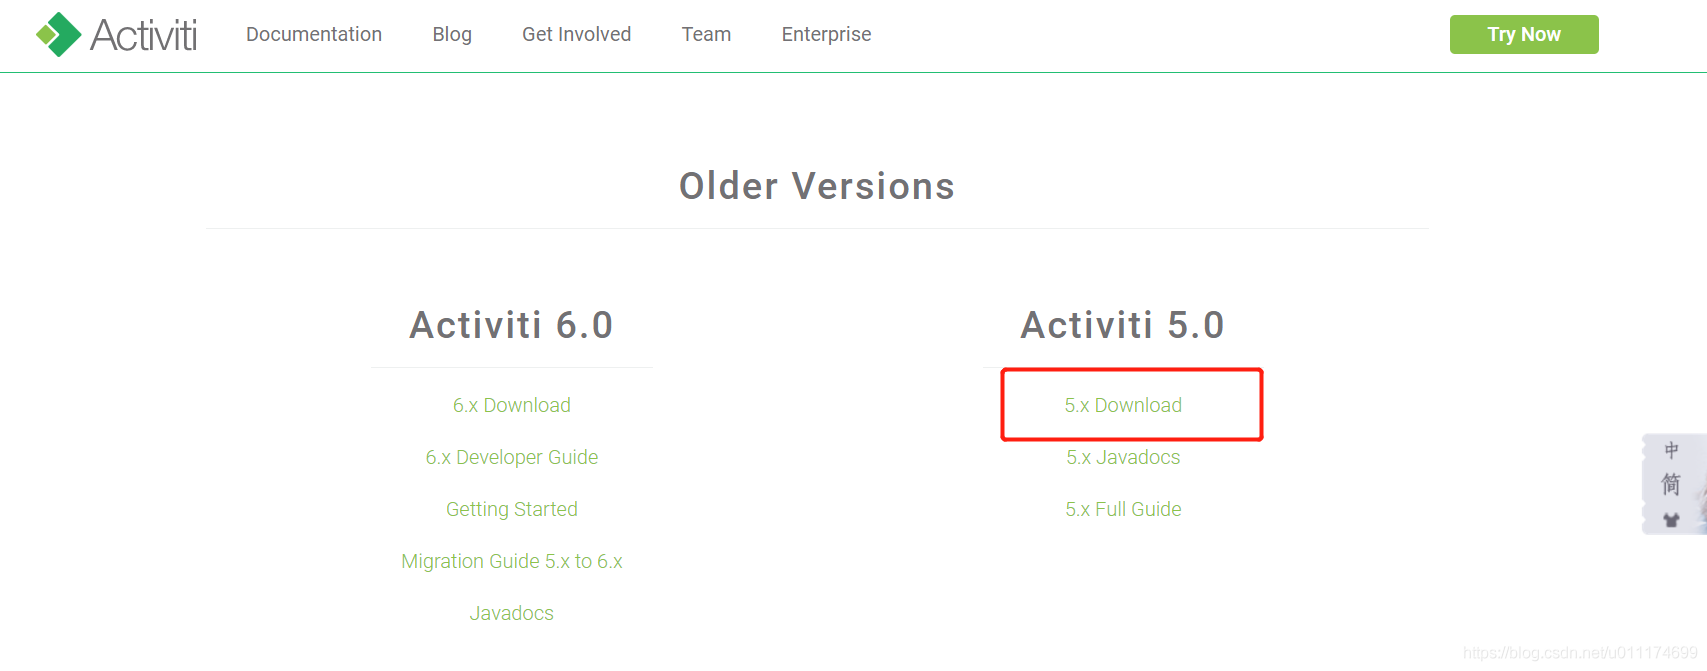 Activiti Documentation Blog Get Involved Team Enterprise Try Now
Older Versions
Activiti 6.0
6.x Download
6.x Developer Guide
Getting Started
Migration Guide 5.x to 6.x
Javadocs
Activiti 5.0
5.x Download
5.x Javadocs
5.x Full Guide
中
简
https://blog.csdn.net/u011174699